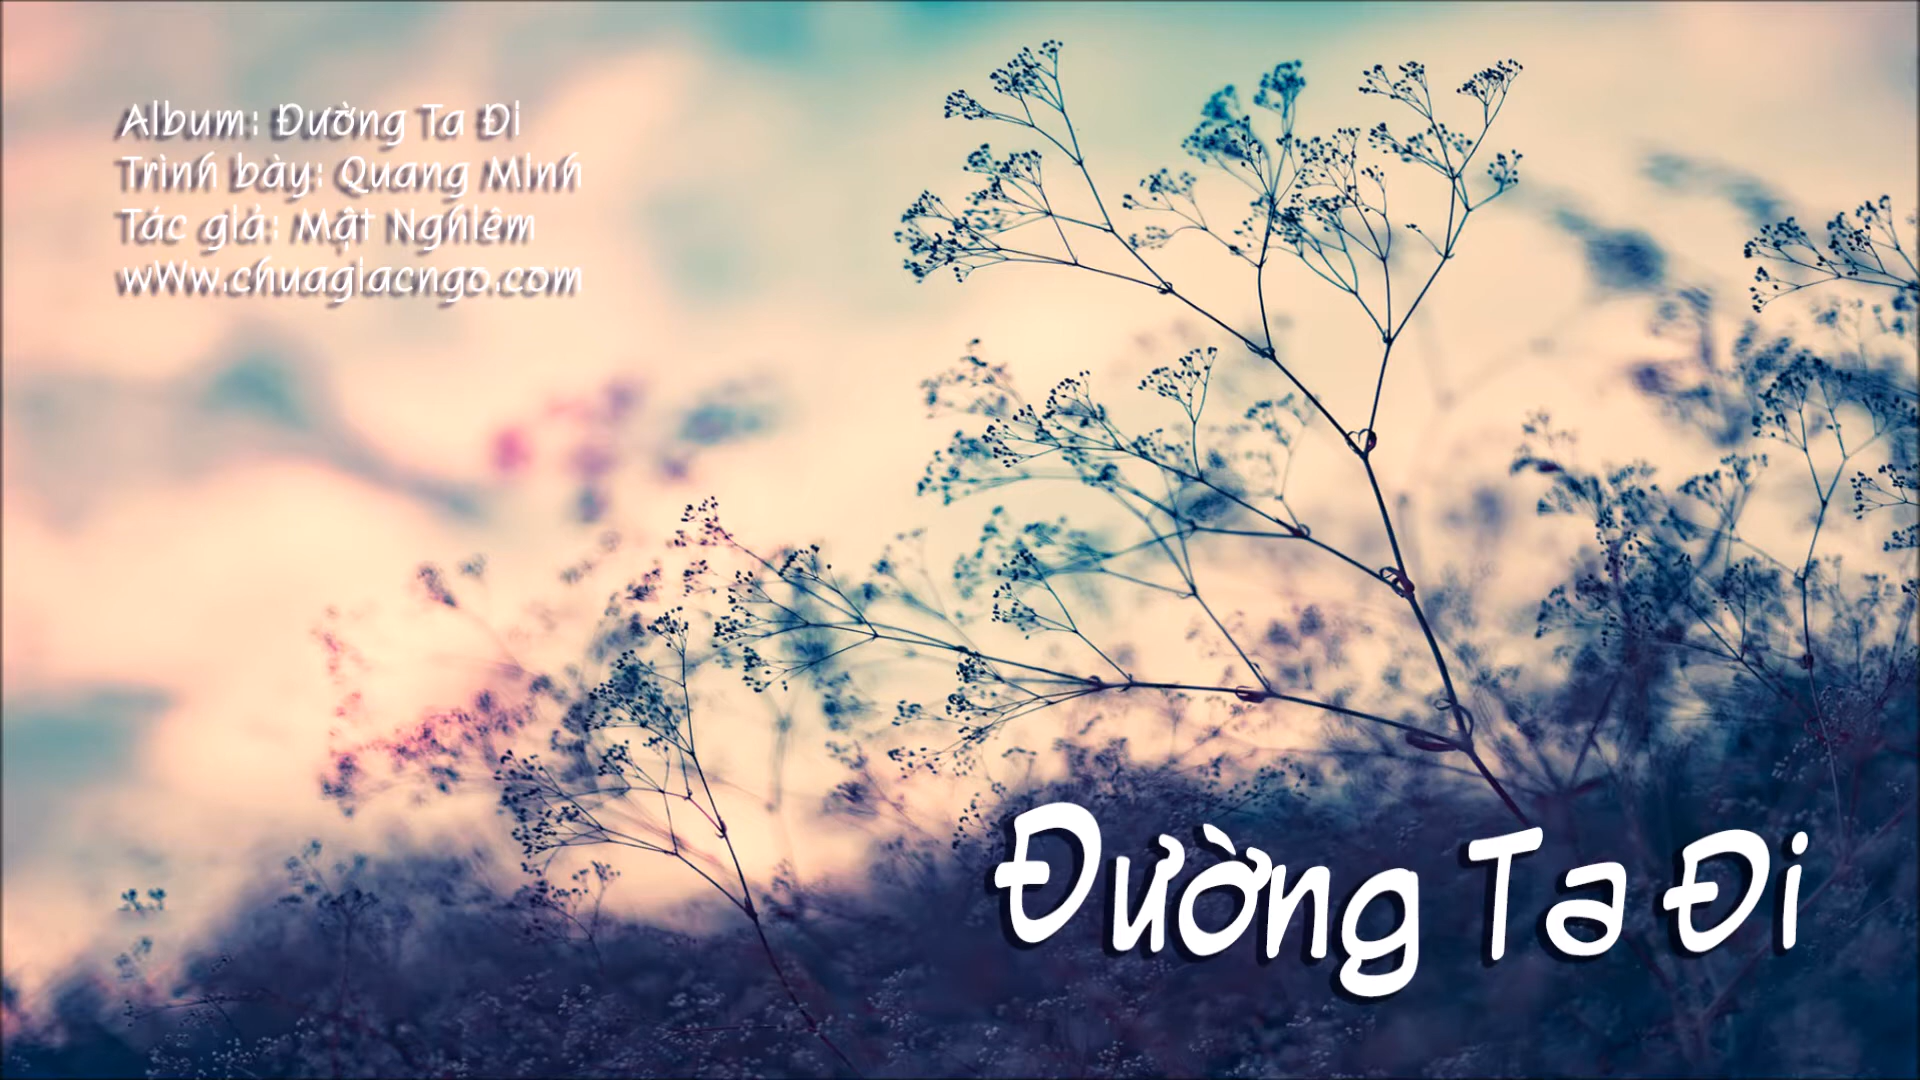 Album: Đường Ta Đi
Trình bày: Quang Minh
Tác giả: Mật Nghiêm
wWw.chuagiacngo.com
Đường Ta Đi